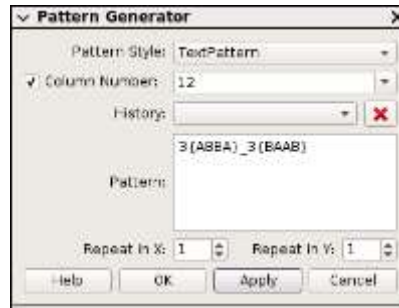 Pattern Generator
Pattern Style: TextPattern
Column Number: 12
History:
3{ABBA}_3{BAAB}
Pattern:
Repeat in X: 1 Repeat in Y: 1
Help OK Apply Cancel